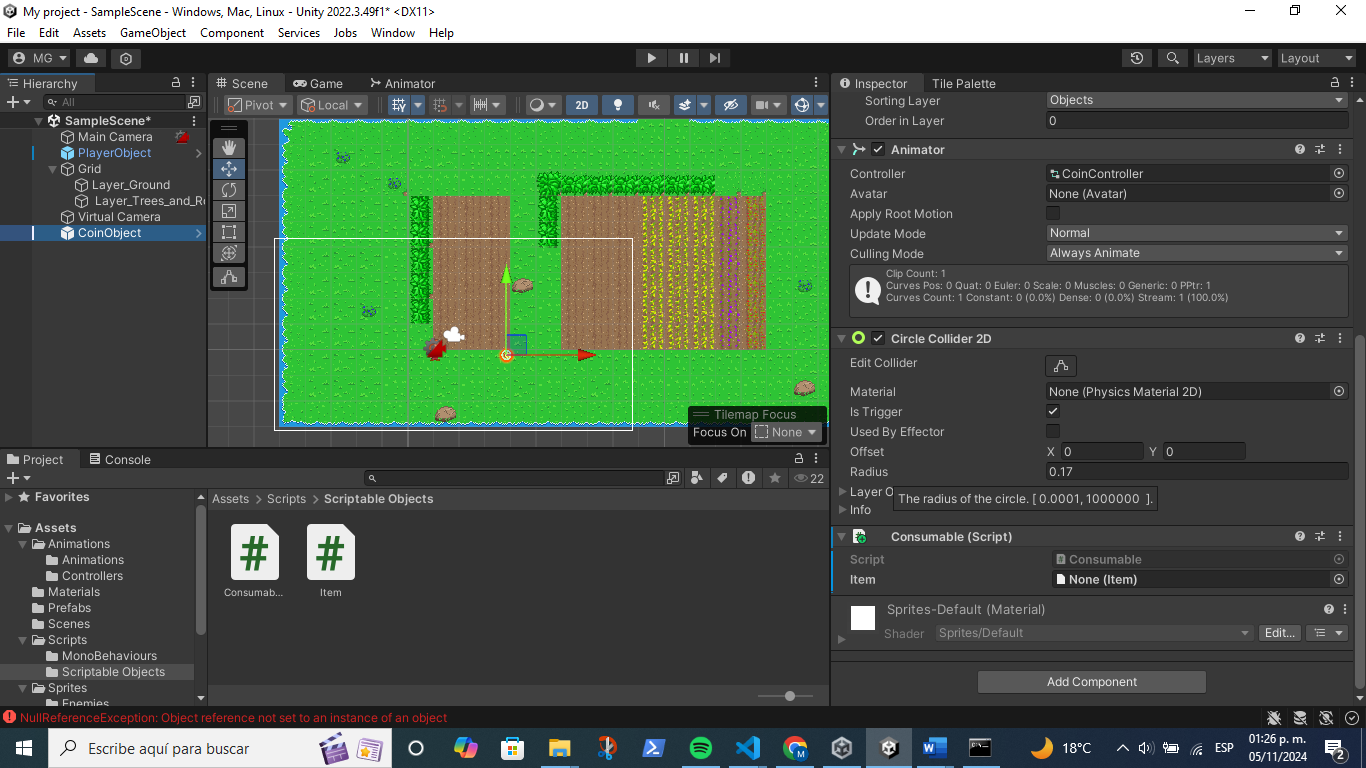 My project - SampleScene - Windows, Mac, Linux - Unity 2022.3.49f1* <DX11>
File Edit Assets GameObject Component Services Jobs Window Help
MG Layers Layout
Hierarchy
All
SampleScene*
Main Camera
PlayerObject
Grid
Layer_Ground
Layer_Trees_and_R
Virtual Camera
CoinObject
Scene Game Animator
Pivot Local 2D
Tilemap Focus
Focus On None
Inspector Tile Palette
Sorting Layer Objects
Order in Layer 0
Animator
Controller CoinController
Avatar None (Avatar)
Apply Root Motion
Update Mode Normal
Culling Mode Always Animate
Clip Count: 1
Curves Pos: 0 Quat: 0 Euler: 0 Scale: 0 Muscles: 0 Generic: 0 PPtr: 1
Curves Count: 1 Constant: 0 (0.0%) Dense: 0 (0.0%) Stream: 1 (100.0%)
Circle Collider 2D
Edit Collider
Material None (Physics Material 2D)
Is Trigger
Used By Effector
Offset X 0 Y 0
Radius 0.17
Layer O
The radius of the circle. [ 0.0001, 1000000 ].
Info
Consumable (Script)
Script Consumable
Item None (Item)
Sprites-Default (Material)
Shader Sprites/Default Edit...
Add Component
Project Console
22
Favorites
Assets
Animations
Animations
Controllers
Materials
Prefabs
Scenes
Scripts
MonoBehaviours
Scriptable Objects
Sprites
Enemies
Assets > Scripts > Scriptable Objects
# #
Consumab... Item
NullReferenceException: Object reference not set to an instance of an object
Escribe aquí para buscar
18°C
ESP
01:26 p. m.
05/11/2024
2